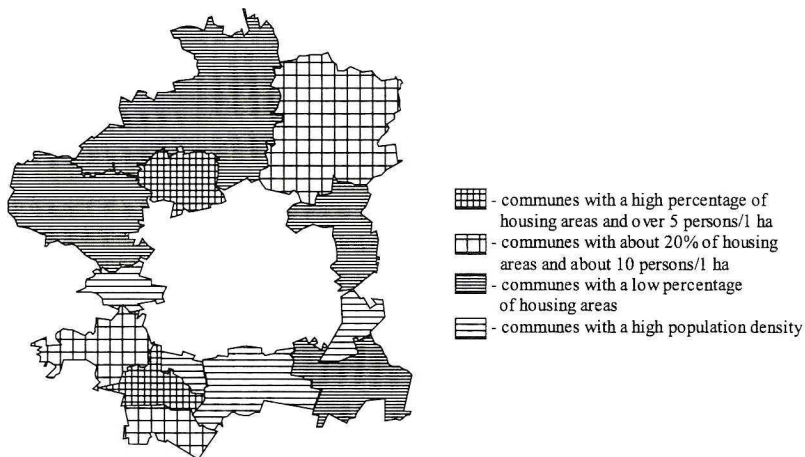 - communes with a high percentage of
housing areas and over 5 persons/1 ha
- communes with about 20% of housing
areas and about 10 persons/1 ha
- communes with a low percentage
of housing areas
- communes with a high population density